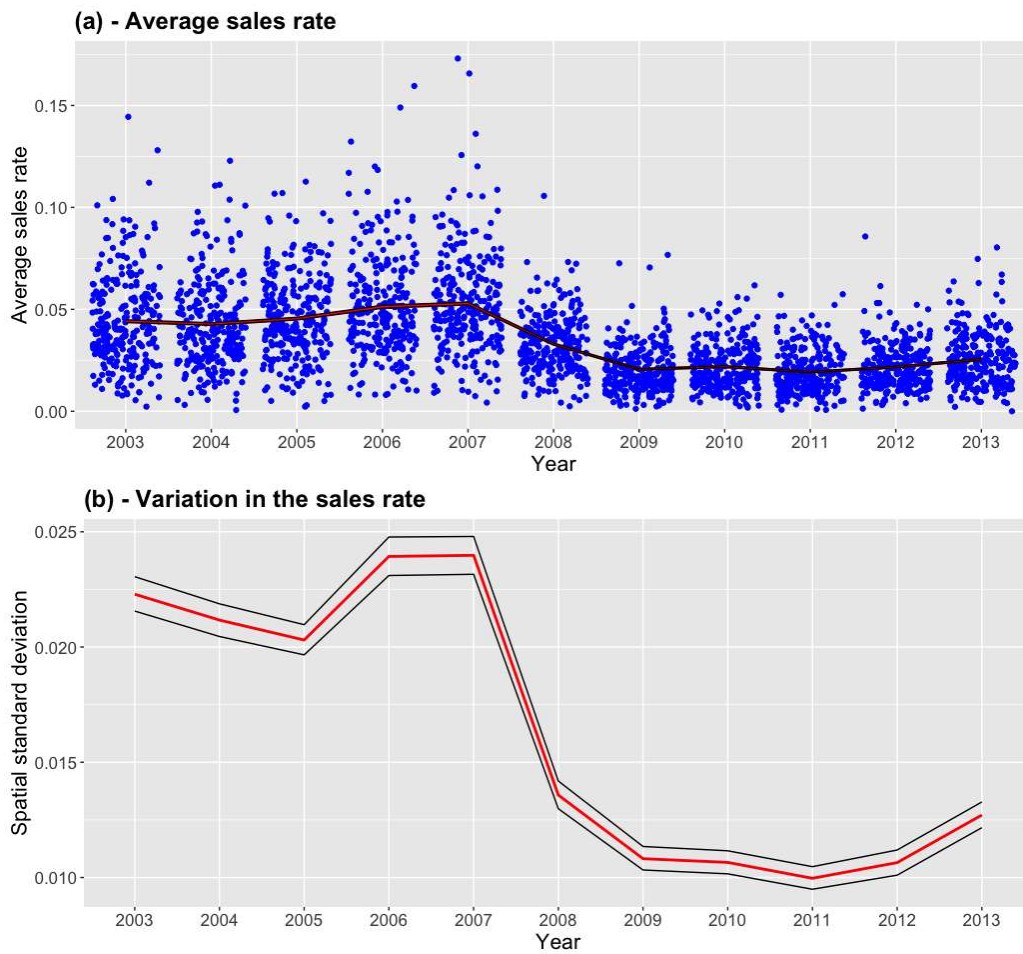 (a) - Average sales rate
Average sales rate
0.15
0.10
0.05
0.00
2003 2004 2005 2006 2007 2008 2009 2010 2011 2012 2013
Year
(b) - Variation in the sales rate
Spatial standard deviation
0.025
0.020
0.015
0.010
2003 2004 2005 2006 2007 2008 2009 2010 2011 2012 2013
Year